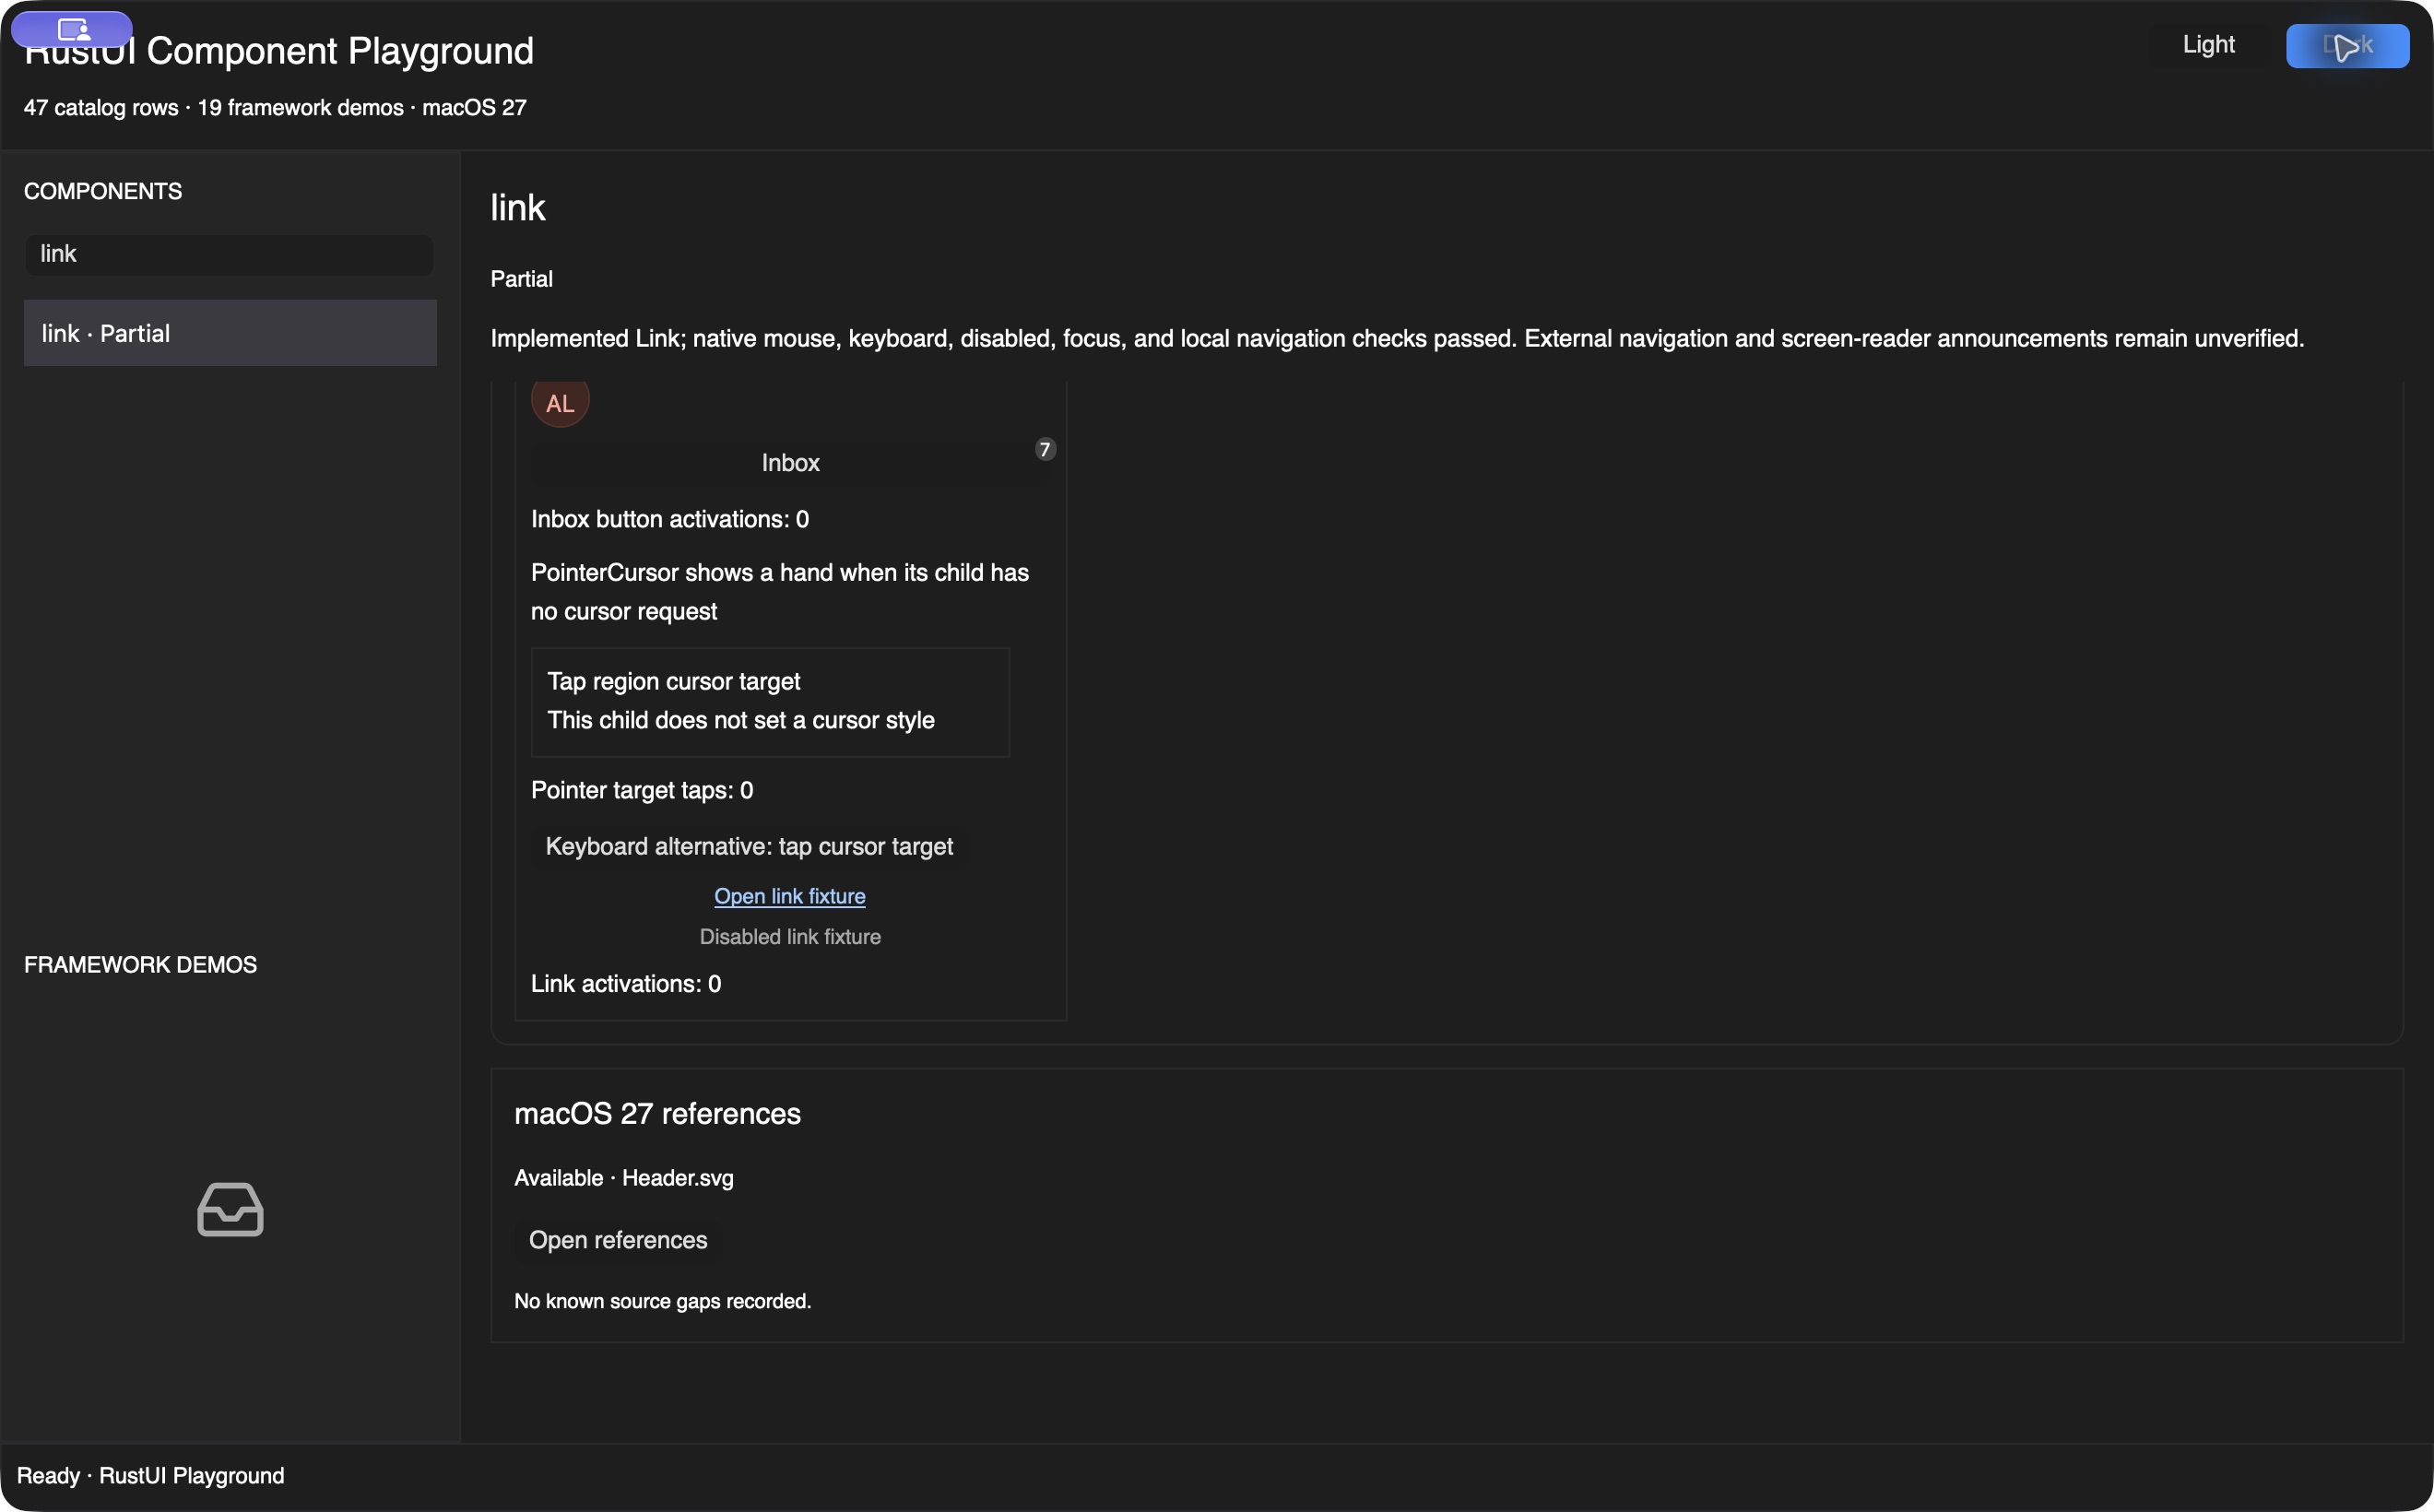 RustUI Component Playground
Light
47 catalog rows · 19 framework demos · macOS 27
COMPONENTS
link
link · Partial
FRAMEWORK DEMOS
link
Partial
Implemented Link; native mouse, keyboard, disabled, focus, and local navigation checks passed. External navigation and screen-reader announcements remain unverified.
AL
Inbox
7
Inbox button activations: 0
PointerCursor shows a hand when its child has
no cursor request
Tap region cursor target
This child does not set a cursor style
Pointer target taps: 0
Keyboard alternative: tap cursor target
Open link fixture
Disabled link fixture
Link activations: 0
macOS 27 references
Available · Header.svg
Open references
No known source gaps recorded.
Ready · RustUI Playground